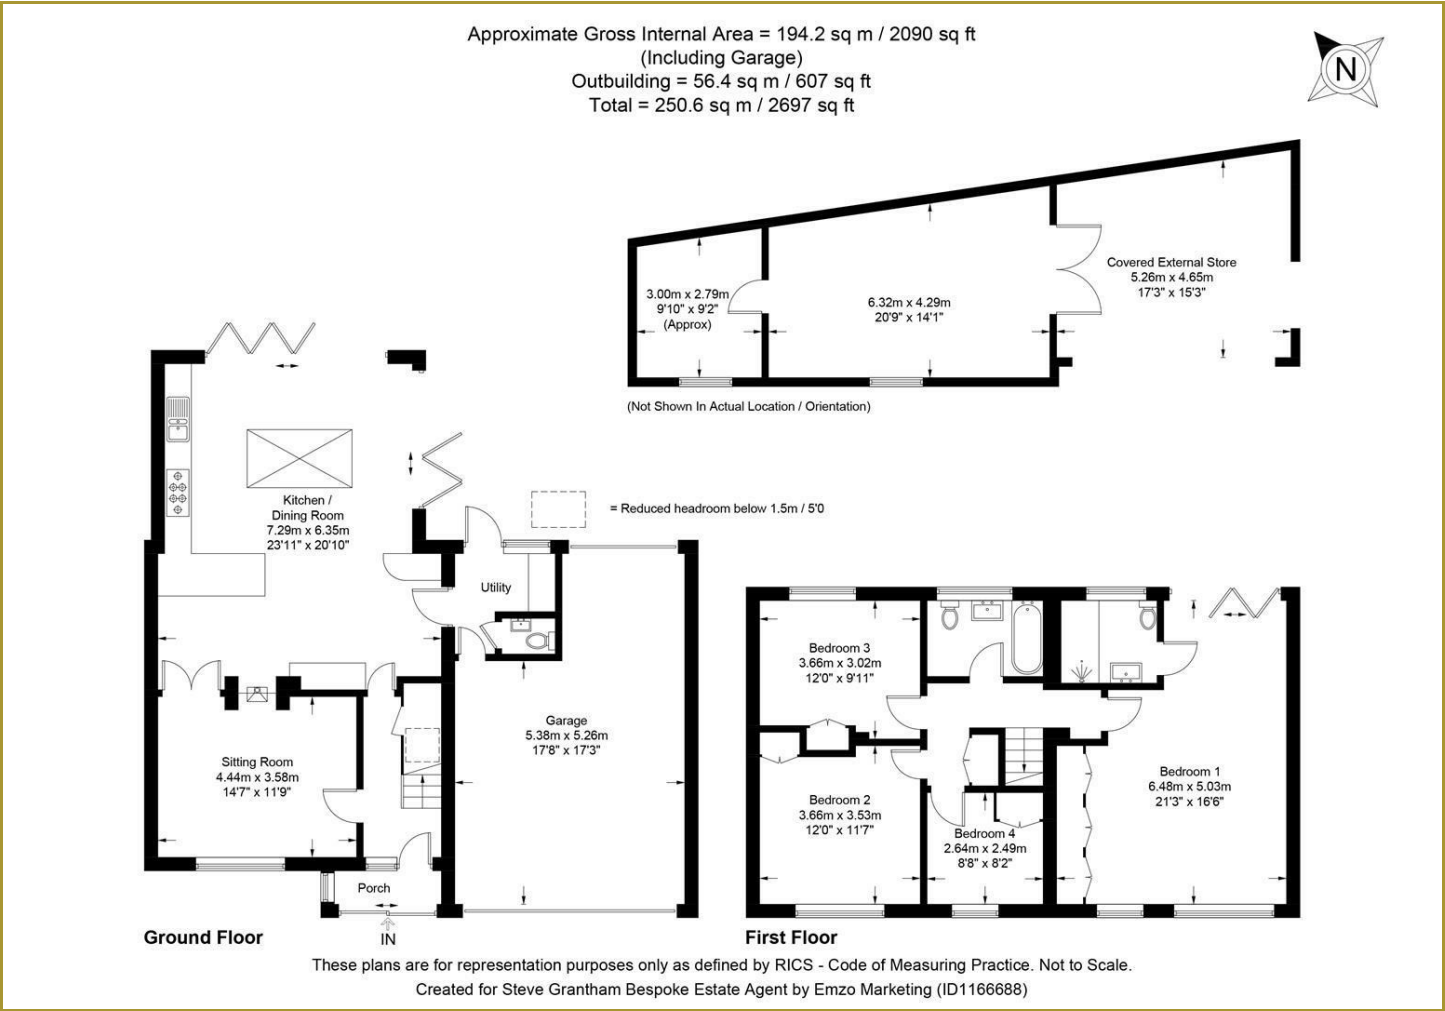 Approximate Gross Internal Area = 194.2 sq m / 2090 sq ft
(Including Garage)
Outbuilding = 56.4 sq m / 607 sq ft
Total = 250.6 sq m / 2697 sq ft
N
Covered External Store
5.26m x 4.65m
17'3" x 15'3"
3.00m x 2.79m
9'10" x 9'2"
(Approx)
6.32m x 4.29m
20'9" x 14'1"
(Not Shown In Actual Location / Orientation)
Kitchen /
Dining Room
7.29m x 6.35m
23'11" x 20'10"
= Reduced headroom below 1.5m / 5'0
Utility
Garage
5.38m x 5.26m
17'8" x 17'3"
Sitting Room
4.44m x 3.58m
14'7" x 11'9"
Porch
IN
Ground Floor
Bedroom 3
3.66m x 3.02m
12'0" x 9'11"
Bedroom 2
3.66m x 3.53m
12'0" x 11'7"
Bedroom 4
2.64m x 2.49m
8'8" x 8'2"
Bedroom 1
6.48m x 5.03m
21'3" x 16'6"
First Floor
These plans are for representation purposes only as defined by RICS - Code of Measuring Practice. Not to Scale.
Created for Steve Grantham Bespoke Estate Agent by Emzo Marketing (ID1166688)